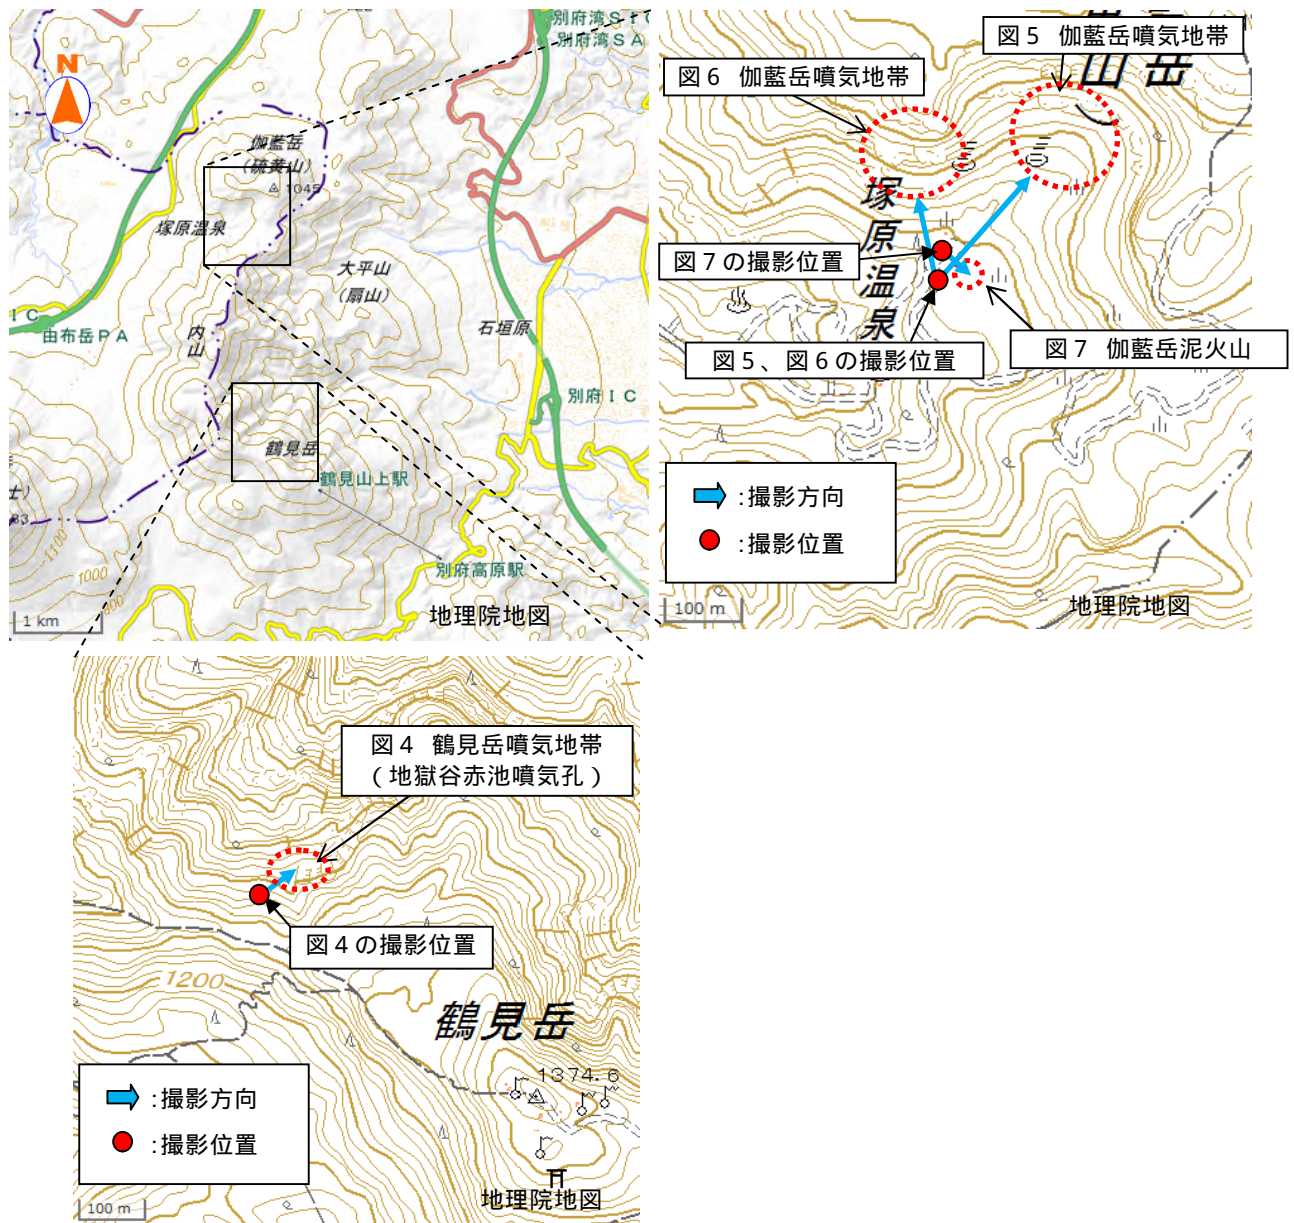 別府湾ＳＩＣ
別府湾ＳＡ
N
伽藍岳
（硫黄山）
1045
塚原温泉
大平山
（扇山）
ＩＣ
由布岳ＰＡ
内山
石垣原
別府ＩＣ
鶴見岳
鶴見山上駅
士）
83
1100
1000
別府高原駅
1 km
地理院地図
図５ 伽藍岳噴気地帯
図６ 伽藍岳噴気地帯
山岳
塚原温泉
図７の撮影位置
図５、図６の撮影位置
図７ 伽藍岳泥火山
:撮影方向
:撮影位置
100 m
地理院地図
図４ 鶴見岳噴気地帯
（地獄谷赤池噴気孔）
図４の撮影位置
1200
鶴見岳
1374.6
:撮影方向
:撮影位置
地理院地図
100 m